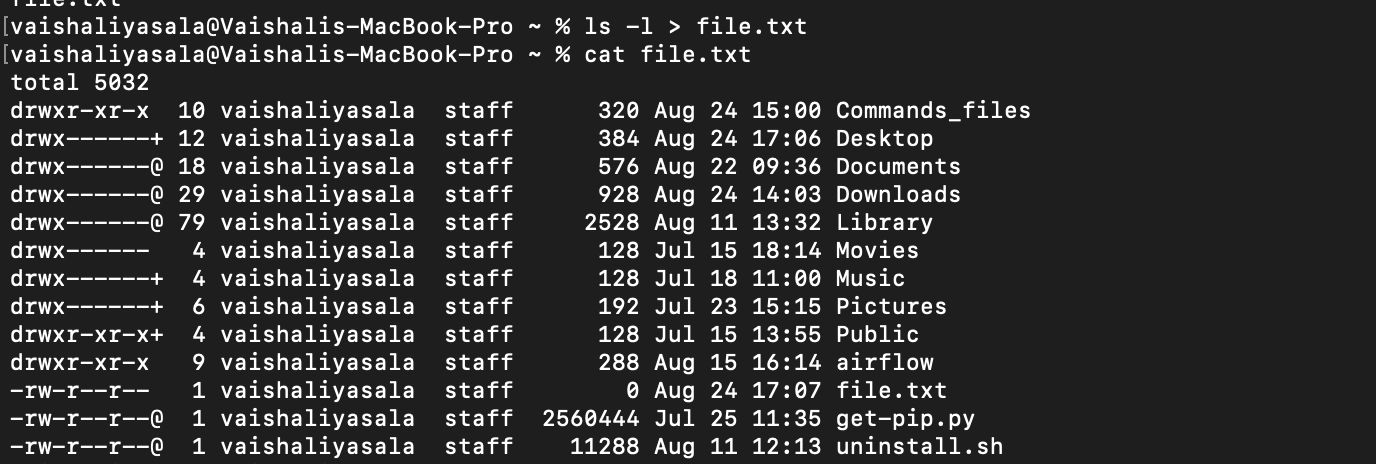 file.txt
[vaishaliyasala@Vaishalis-MacBook-Pro ~ % ls -l > file.txt
[vaishaliyasala@Vaishalis-MacBook-Pro ~ % cat file.txt
total 5032
drwxr-xr-x  10 vaishaliyasala  staff      320 Aug 24 15:00 Commands_files
drwx------+ 12 vaishaliyasala  staff      384 Aug 24 17:06 Desktop
drwx------@ 18 vaishaliyasala  staff      576 Aug 22 09:36 Documents
drwx------@ 29 vaishaliyasala  staff      928 Aug 24 14:03 Downloads
drwx------@ 79 vaishaliyasala  staff     2528 Aug 11 13:32 Library
drwx------   4 vaishaliyasala  staff      128 Jul 15 18:14 Movies
drwx------+  4 vaishaliyasala  staff      128 Jul 18 11:00 Music
drwx------+  6 vaishaliyasala  staff      192 Jul 23 15:15 Pictures
drwxr-xr-x+  4 vaishaliyasala  staff      128 Jul 15 13:55 Public
drwxr-xr-x   9 vaishaliyasala  staff      288 Aug 15 16:14 airflow
-rw-r--r--   1 vaishaliyasala  staff        0 Aug 24 17:07 file.txt
-rw-r--r--@  1 vaishaliyasala  staff  2560444 Jul 25 11:35 get-pip.py
-rw-r--r--@  1 vaishaliyasala  staff    11288 Aug 11 12:13 uninstall.sh